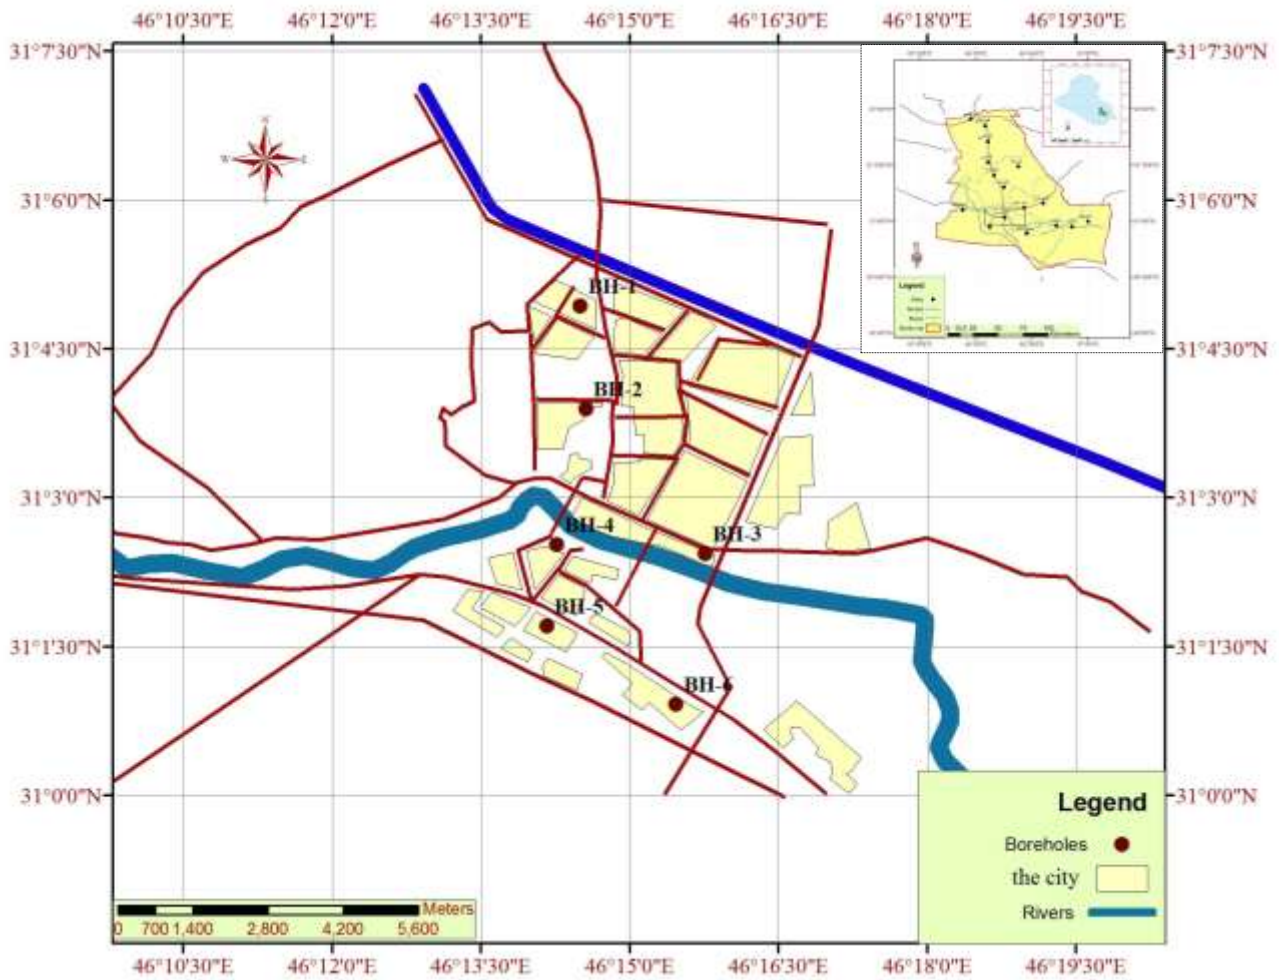 46°10'30"E 46°12'0"E 46°13'30"E 46°15'0"E 46°16'30"E 46°18'0"E 46°19'30"E
31°7'30"N 31°7'30"N
W E
31°6'0"N 31°6'0"N
BH-1
Legend
31°4'30"N 31°4'30"N
BH-2
31°3'0"N 31°3'0"N
BH-4
BH-3
BH-5
31°1'30"N 31°1'30"N
BH-6
31°0'0"N 31°0'0"N
Legend
Boreholes
the city
Rivers
Meters
0 700 1,400 2,800 4,200 5,600
46°10'30"E 46°12'0"E 46°13'30"E 46°15'0"E 46°16'30"E 46°18'0"E 46°19'30"E